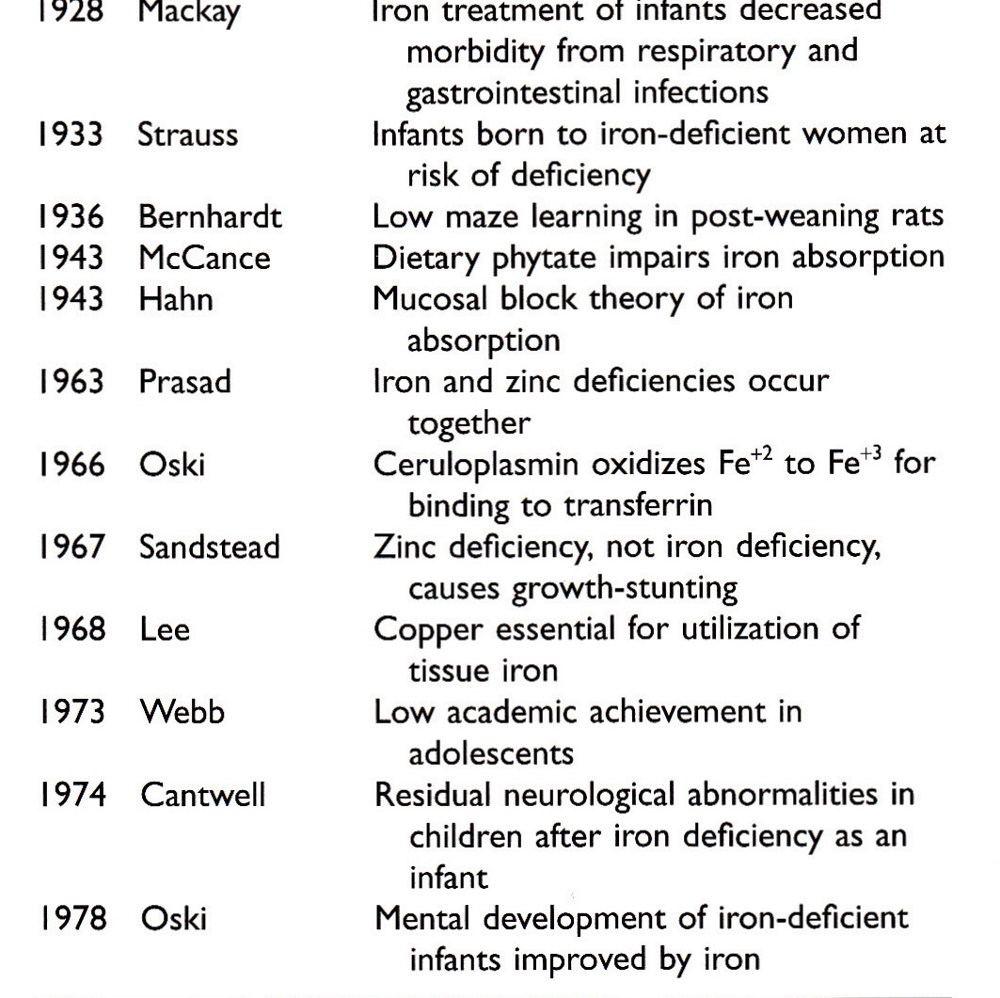 1928 Mackay Iron treatment of infants decreased
morbidity from respiratory and
gastrointestinal infections
1933 Strauss Infants born to iron-deficient women at
risk of deficiency
1936 Bernhardt Low maze learning in post-weaning rats
1943 McCance Dietary phytate impairs iron absorption
1943 Hahn Mucosal block theory of iron
absorption
1963 Prasad Iron and zinc deficiencies occur
together
1966 Oski Ceruloplasmin oxidizes Fe⁺² to Fe⁺³ for
binding to transferrin
1967 Sandstead Zinc deficiency, not iron deficiency,
causes growth-stunting
1968 Lee Copper essential for utilization of
tissue iron
1973 Webb Low academic achievement in
adolescents
1974 Cantwell Residual neurological abnormalities in
children after iron deficiency as an
infant
1978 Oski Mental development of iron-deficient
infants improved by iron